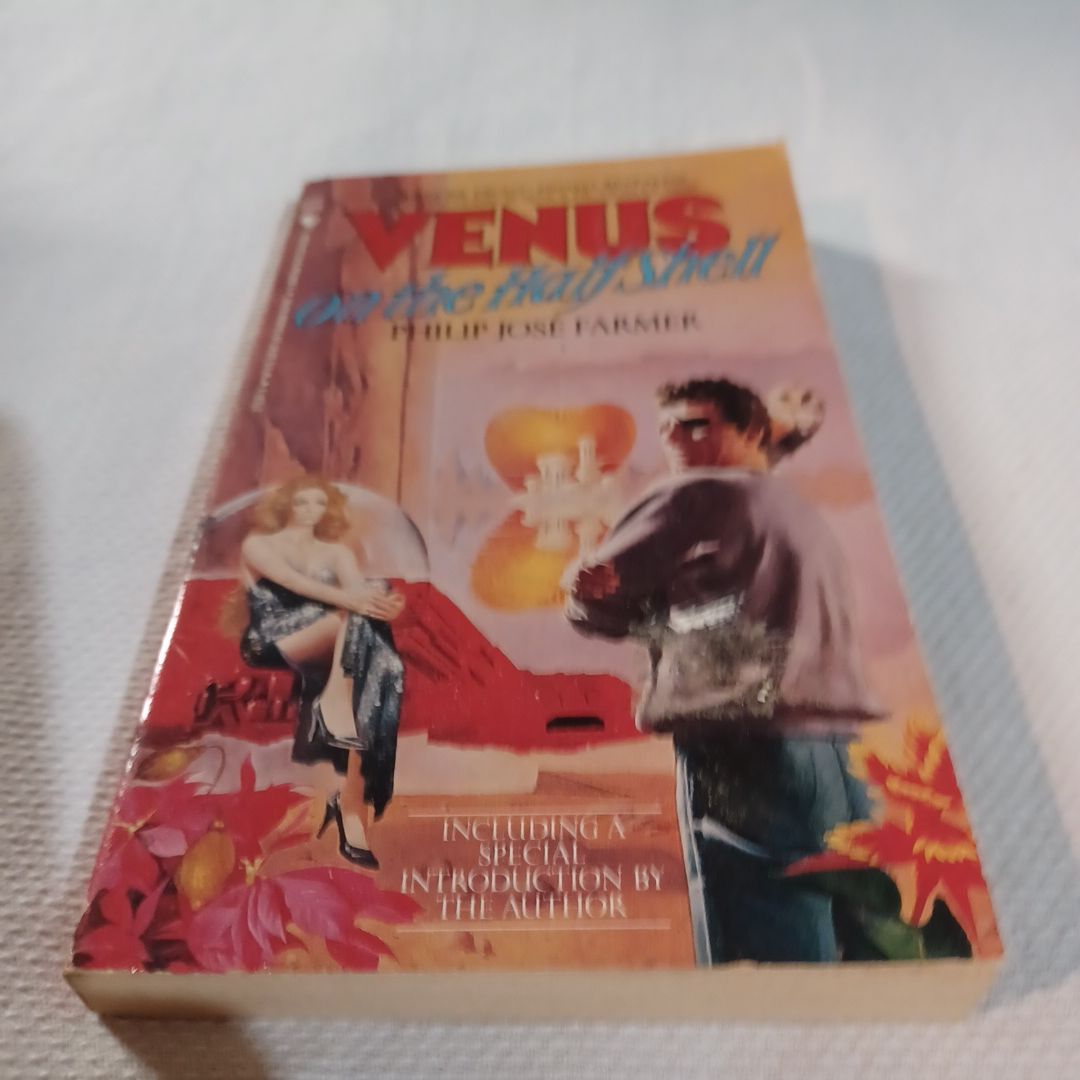 VENUS
on the Half Shell
PHILIP JOSÉ FARMER
INCLUDING A
SPECIAL
INTRODUCTION BY
THE AUTHOR